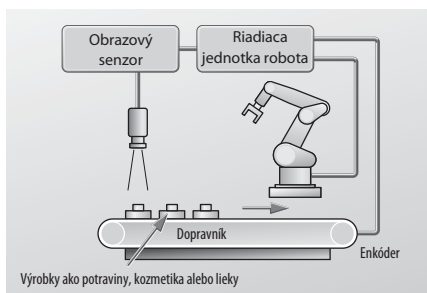 Obrazový
senzor
Riadiaca
jednotka robota
Dopravník
Enkóder
Výrobky ako potraviny, kozmetika alebo lieky